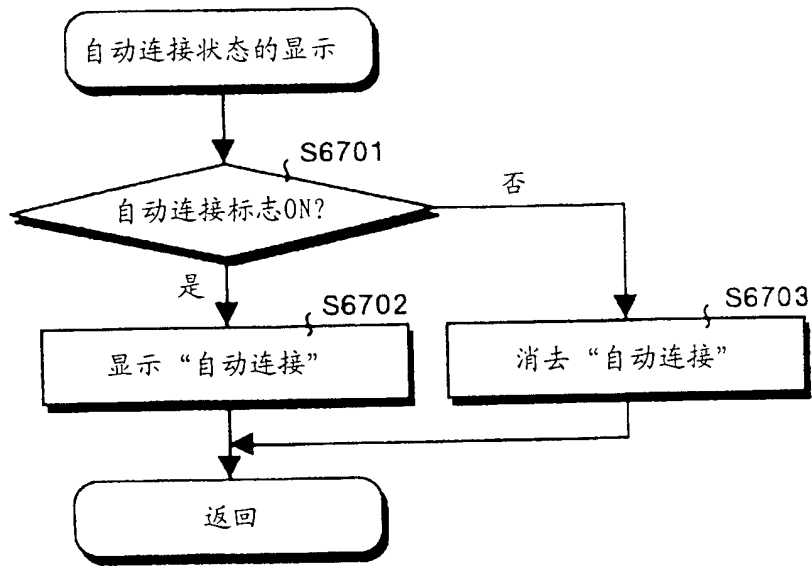 自动连接状态的显示
S6701
自动连接标志ON?
否
是
S6702
S6703
显示“自动连接”
消去“自动连接”
返回